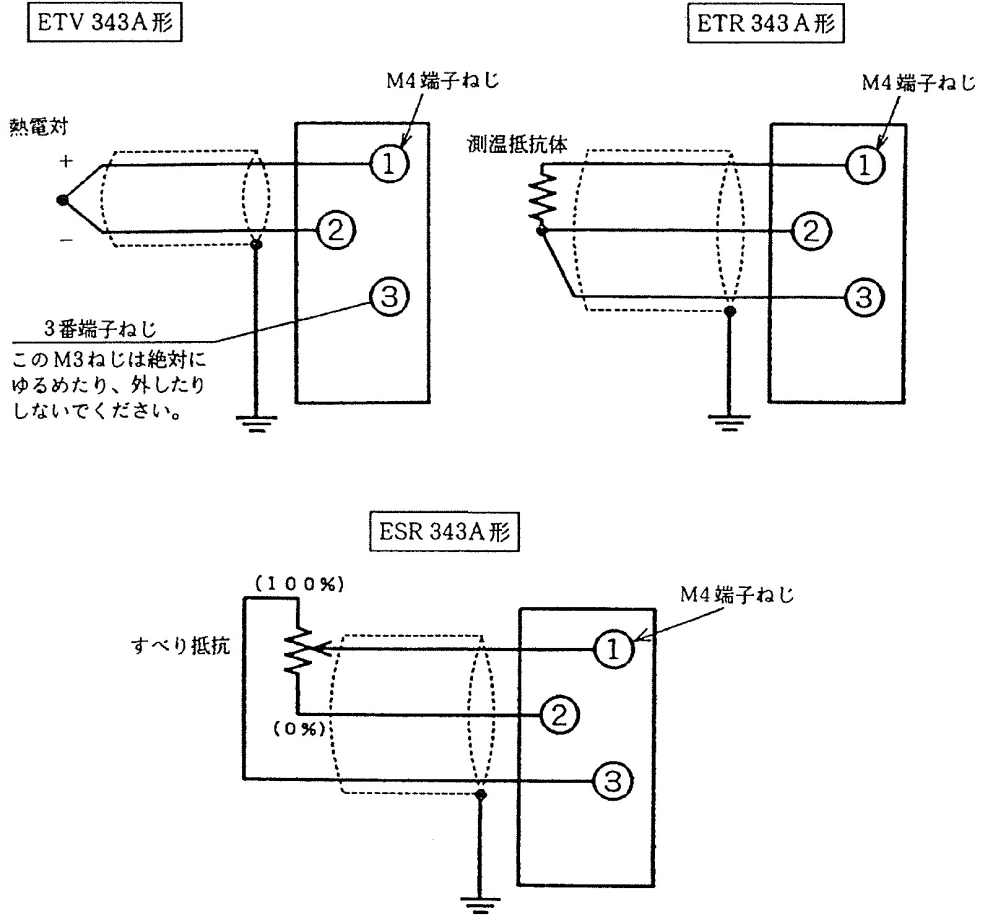 ETV 343A形
M4端子ねじ
熱電対
+
−
①
②
③
3番端子ねじ
このM3ねじは絶対に
ゆるめたり、外したり
しないでください。
ETR 343A形
M4端子ねじ
測温抵抗体
①
②
③
ESR 343A形
(100%)
M4端子ねじ
すべり抵抗
(0%)
①
②
③